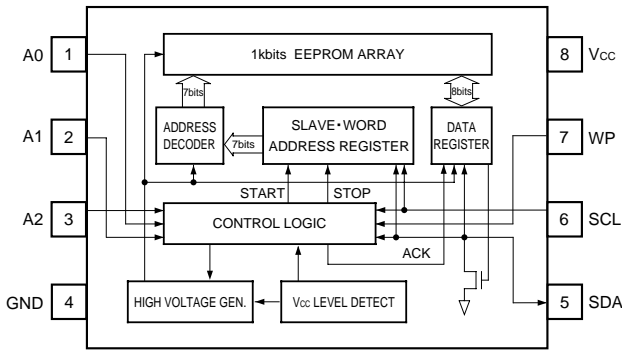 A0 1
1kbits EEPROM ARRAY
8 Vcc
7bits
8bits
A1 2
ADDRESS
DECODER
7bits
SLAVE・WORD
ADDRESS REGISTER
DATA
REGISTER
7 WP
START
STOP
A2 3
CONTROL LOGIC
6 SCL
ACK
GND 4
HIGH VOLTAGE GEN.
Vcc LEVEL DETECT
5 SDA